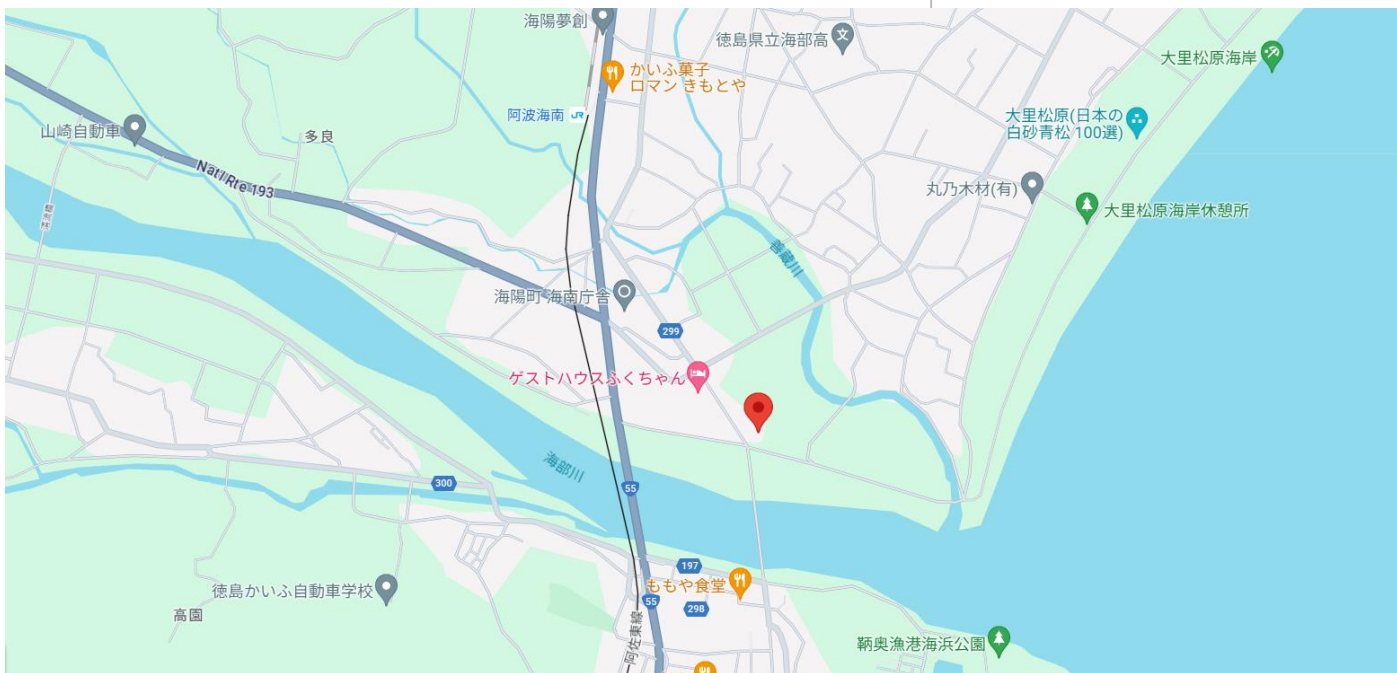 海陽夢創
徳島県立海部高
文
大里松原海岸
かいふ菓子
ロマン きもとや
阿波海南
JR
大里松原(日本の
白砂青松 100選)
山崎自動車
多良
Nat'l Rte 193
丸乃木材(有)
大里松原海岸休憩所
善蔵川
海陽町 海南庁舎
299
ゲストハウスふくちゃん
海部川
300
55
197
ももや食堂
徳島かいふ自動車学校
55
298
高園
阿佐東線
鞆奥漁港海浜公園